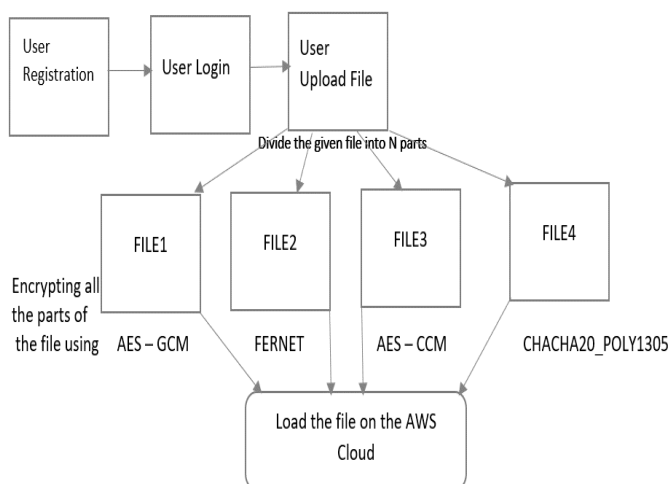 User
Registration
User Login
User
Upload File
Divide the given file into N parts
FILE1
FILE2
FILE3
FILE4
Encrypting all
the parts of
the file using
AES – GCM
FERNET
AES – CCM
CHACHA20_POLY1305
Load the file on the AWS
Cloud